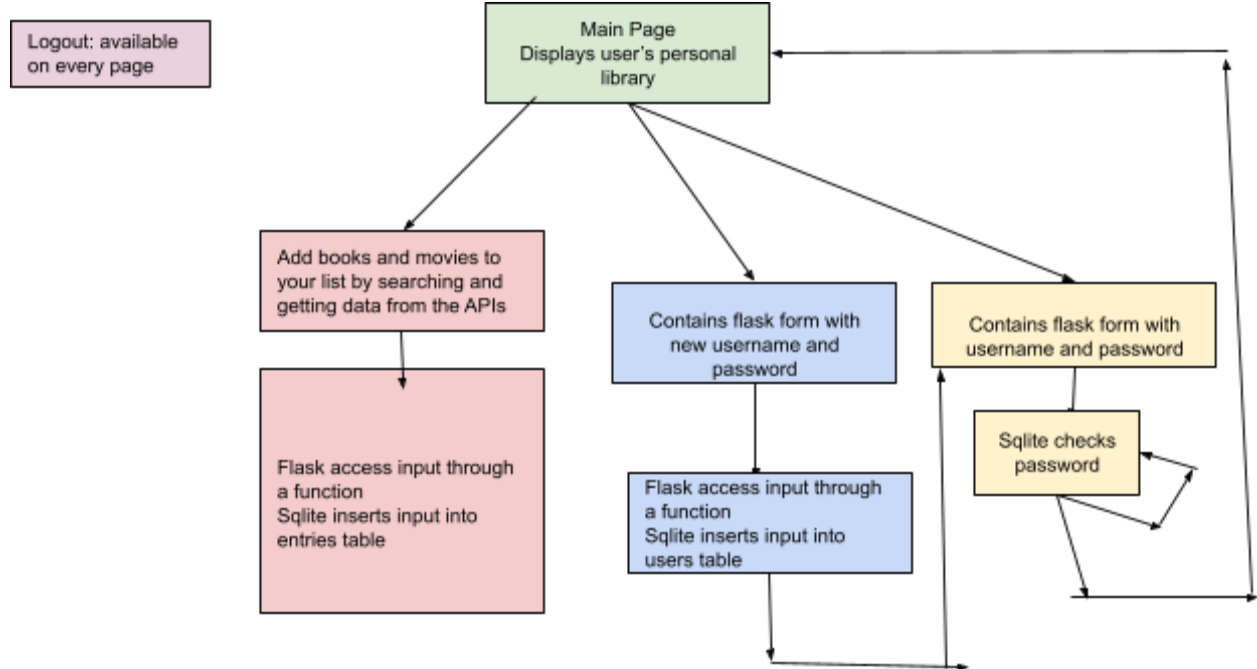 Logout: available
on every page
Main Page
Displays user's personal
library
Add books and movies to
your list by searching and
getting data from the APIs
Contains flask form with
new username and
password
Contains flask form with
username and password
Flask access input through
a function
Sqlite inserts input into
entries table
Flask access input through
a function
Sqlite inserts input into
users table
Sqlite checks
password